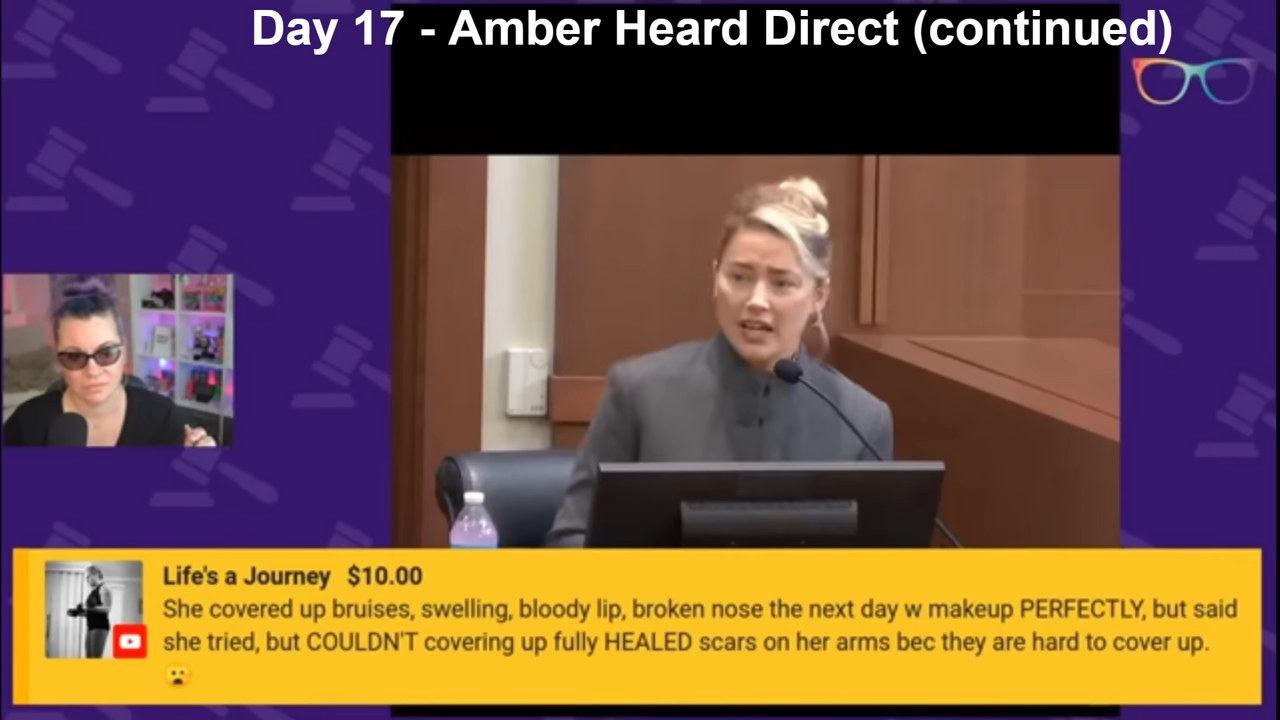 Day 17 - Amber Heard Direct (continued)
Life's a Journey $10.00
She covered up bruises, swelling, bloody lip, broken nose the next day w makeup PERFECTLY, but said
she tried, but COULDN'T covering up fully HEALED scars on her arms bec they are hard to cover up.
😮